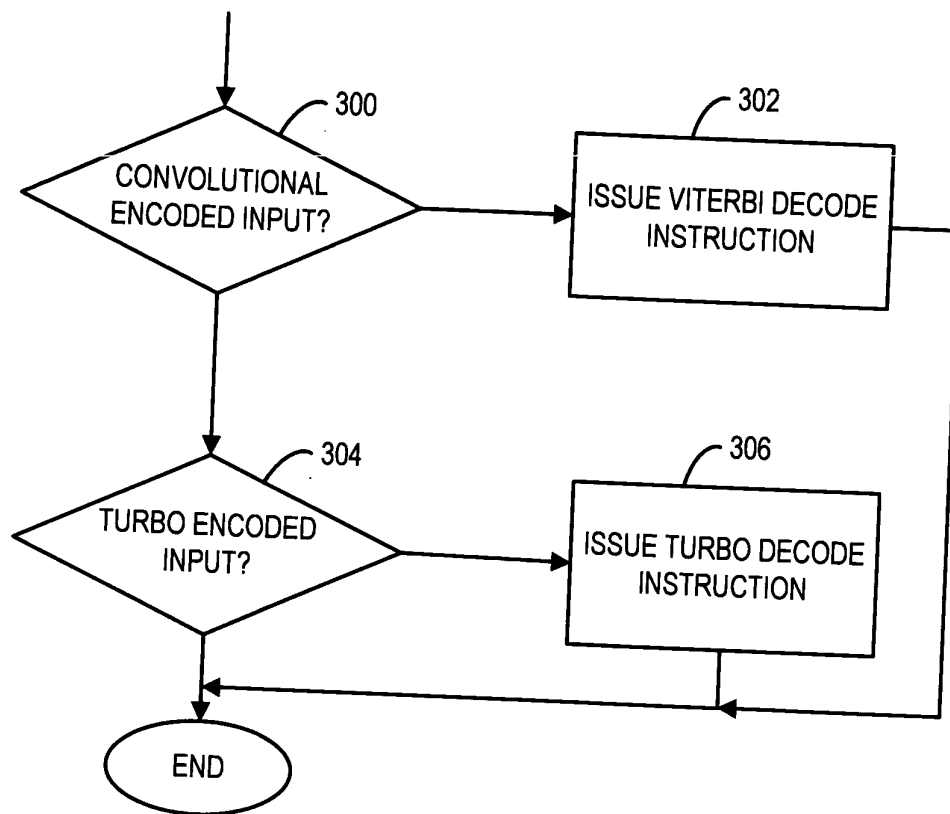 300
CONVOLUTIONAL
ENCODED INPUT?
302
ISSUE VITERBI DECODE
INSTRUCTION
304
TURBO ENCODED
INPUT?
306
ISSUE TURBO DECODE
INSTRUCTION
END